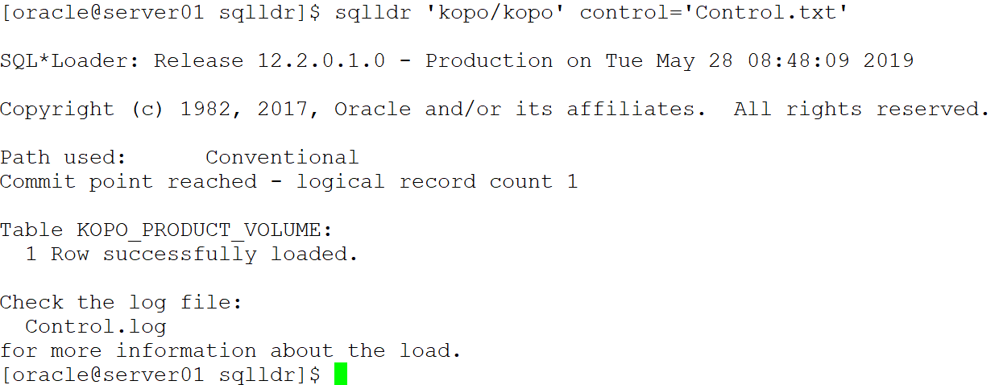 [oracle@server01 sqlldr]$ sqlldr 'kopo/kopo' control='Control.txt'
SQL*Loader: Release 12.2.0.1.0 - Production on Tue May 28 08:48:09 2019
Copyright (c) 1982, 2017, Oracle and/or its affiliates.  All rights reserved.
Path used:      Conventional
Commit point reached - logical record count 1
Table KOPO_PRODUCT_VOLUME:
  1 Row successfully loaded.
Check the log file:
  Control.log
for more information about the load.
[oracle@server01 sqlldr]$